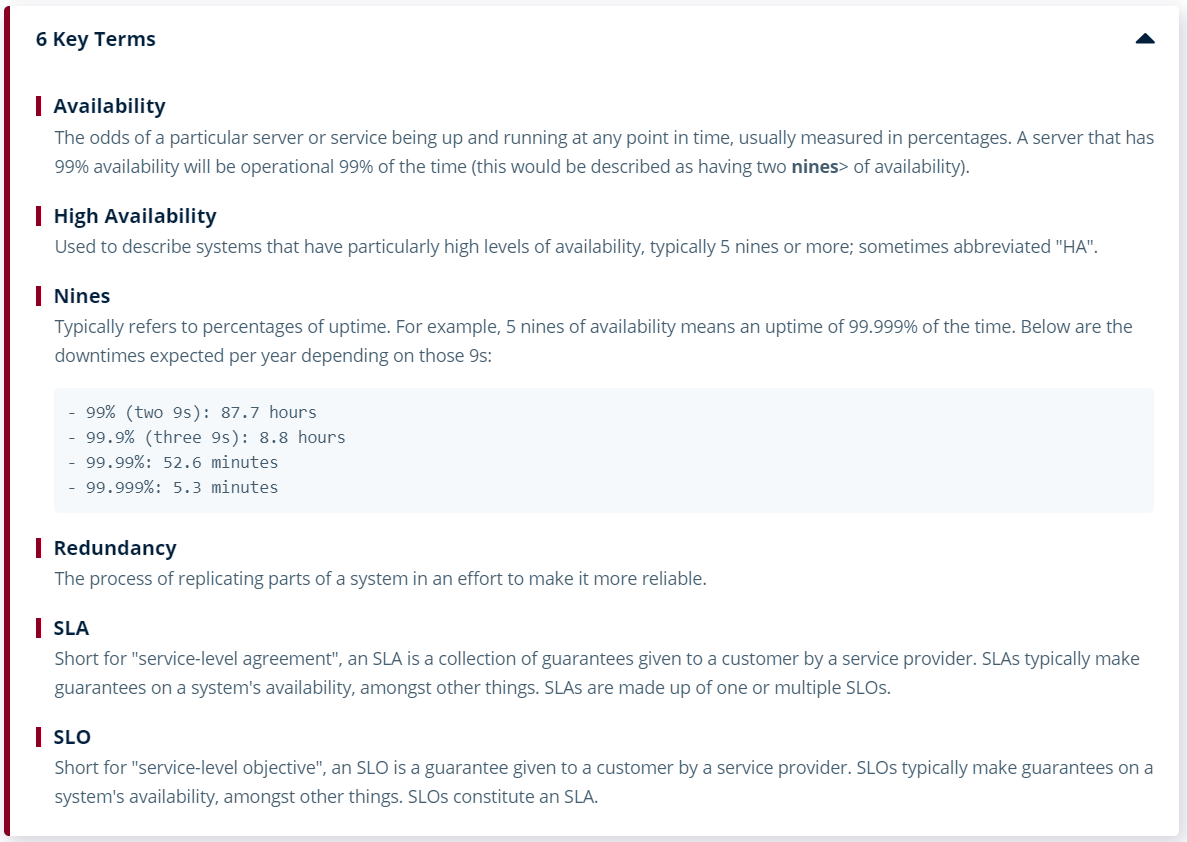 6 Key Terms
Availability
The odds of a particular server or service being up and running at any point in time, usually measured in percentages. A server that has
99% availability will be operational 99% of the time (this would be described as having two nines> of availability).
High Availability
Used to describe systems that have particularly high levels of availability, typically 5 nines or more; sometimes abbreviated "HA".
Nines
Typically refers to percentages of uptime. For example, 5 nines of availability means an uptime of 99.999% of the time. Below are the
downtimes expected per year depending on those 9s:
- 99% (two 9s): 87.7 hours
- 99.9% (three 9s): 8.8 hours
- 99.99%: 52.6 minutes
- 99.999%: 5.3 minutes
Redundancy
The process of replicating parts of a system in an effort to make it more reliable.
SLA
Short for "service-level agreement", an SLA is a collection of guarantees given to a customer by a service provider. SLAs typically make
guarantees on a system's availability, amongst other things. SLAs are made up of one or multiple SLOs.
SLO
Short for "service-level objective", an SLO is a guarantee given to a customer by a service provider. SLOs typically make guarantees on a
system's availability, amongst other things. SLOs constitute an SLA.